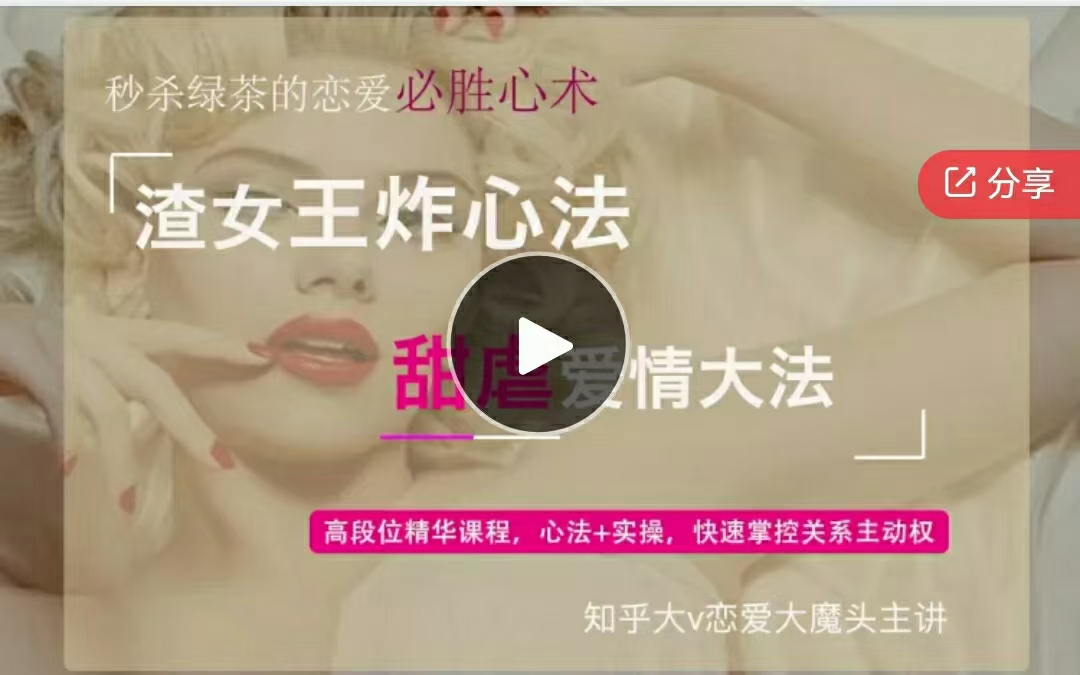 秒杀绿茶的恋爱必胜心术
分享
渣女王炸心法
甜虐爱情大法
高段位精华课程，心法+实操，快速掌控关系主动权
知乎大v恋爱大魔头主讲